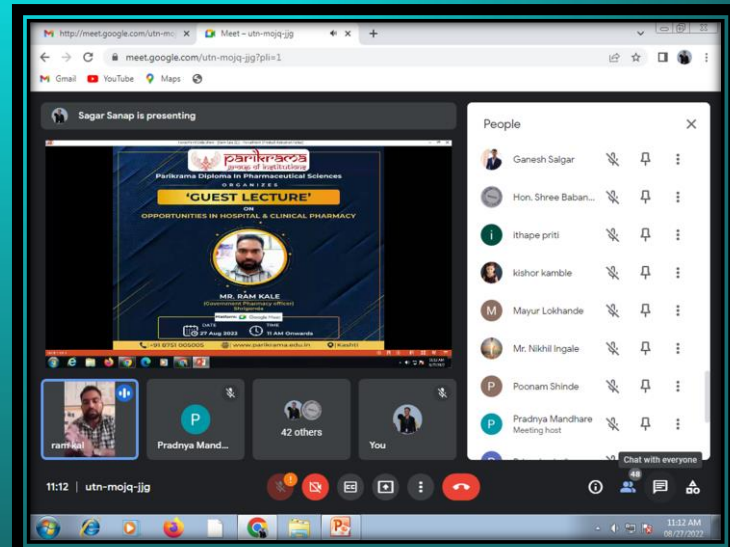 http://meet.google.com/utn-mo
Meet – utn-mojq-jjg
meet.google.com/utn-mojq-jjg?pli=1
Gmail
YouTube
Maps
Sagar Sanap is presenting
parikrama
group of institutions
Parikrama Diploma In Pharmaceutical Sciences
ORGANIZES
'GUEST LECTURE'
ON
OPPORTUNITIES IN HOSPITAL & CLINICAL PHARMACY
MR. RAM KALE
(Government Pharmacy officer)
Shrigonda
Google Meet
DATE
27 Aug 2022
TIME
11 AM Onwards
www.parikrama.edu.in
Kashti
ram kal
P
Pradnya Mand...
42 others
You
People
Ganesh Salgar
Hon. Shree Baban...
i
ithape priti
kishor kamble
M
Mayur Lokhande
Mr. Nikhil Ingale
P
Poonam Shinde
P
Pradnya Mandhare
Meeting host
Chat with everyone
48
11:12 | utn-mojq-jjg
CC
11:12 AM
08/27/2022